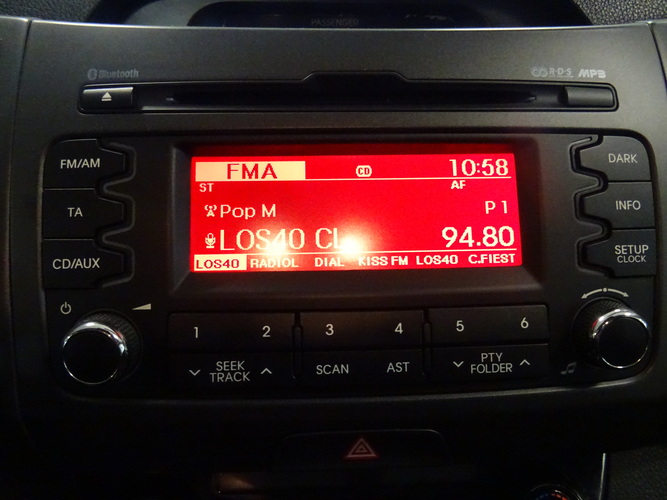 PASSENGER
Bluetooth
R·D·S MP3
FM/AM
TA
CD/AUX
FMA CD 10:58
ST AF
Pop M P 1
LOS40 CL 94.80
LOS40 RADIOL DIAL KISS FM LOS40 C.FIEST
DARK
INFO
SETUP
CLOCK
1 2 3 4 5 6
SEEK
TRACK
SCAN AST
PTY
FOLDER